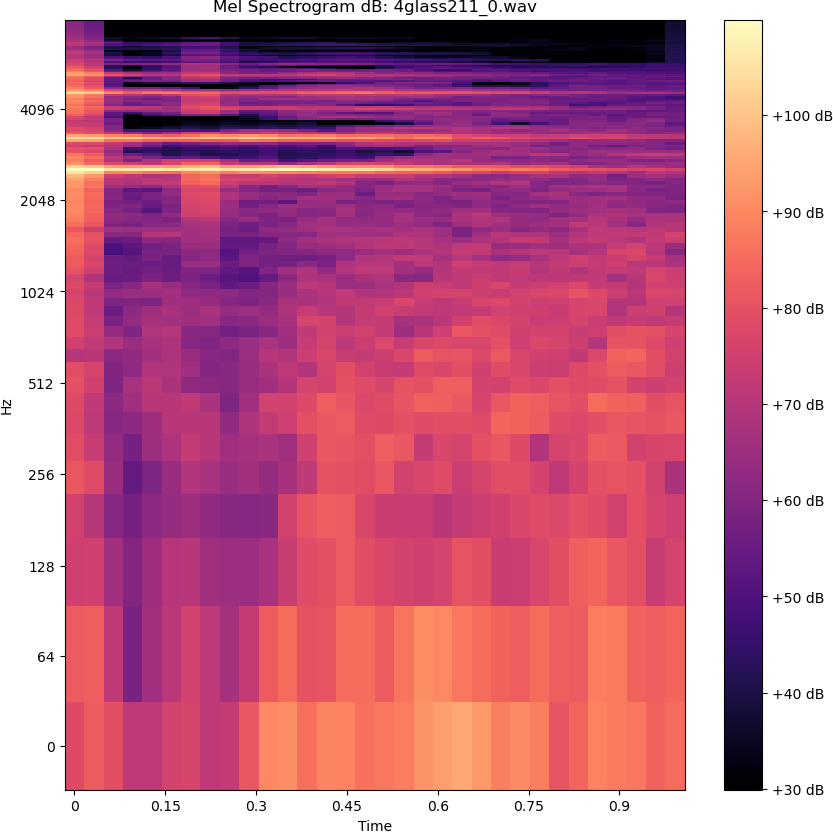 Mel Spectrogram dB: 4glass211_0.wav
4096
2048
1024
512
256
128
64
0
Hz
0
0.15
0.3
0.45
0.6
0.75
0.9
Time
+100 dB
+90 dB
+80 dB
+70 dB
+60 dB
+50 dB
+40 dB
+30 dB